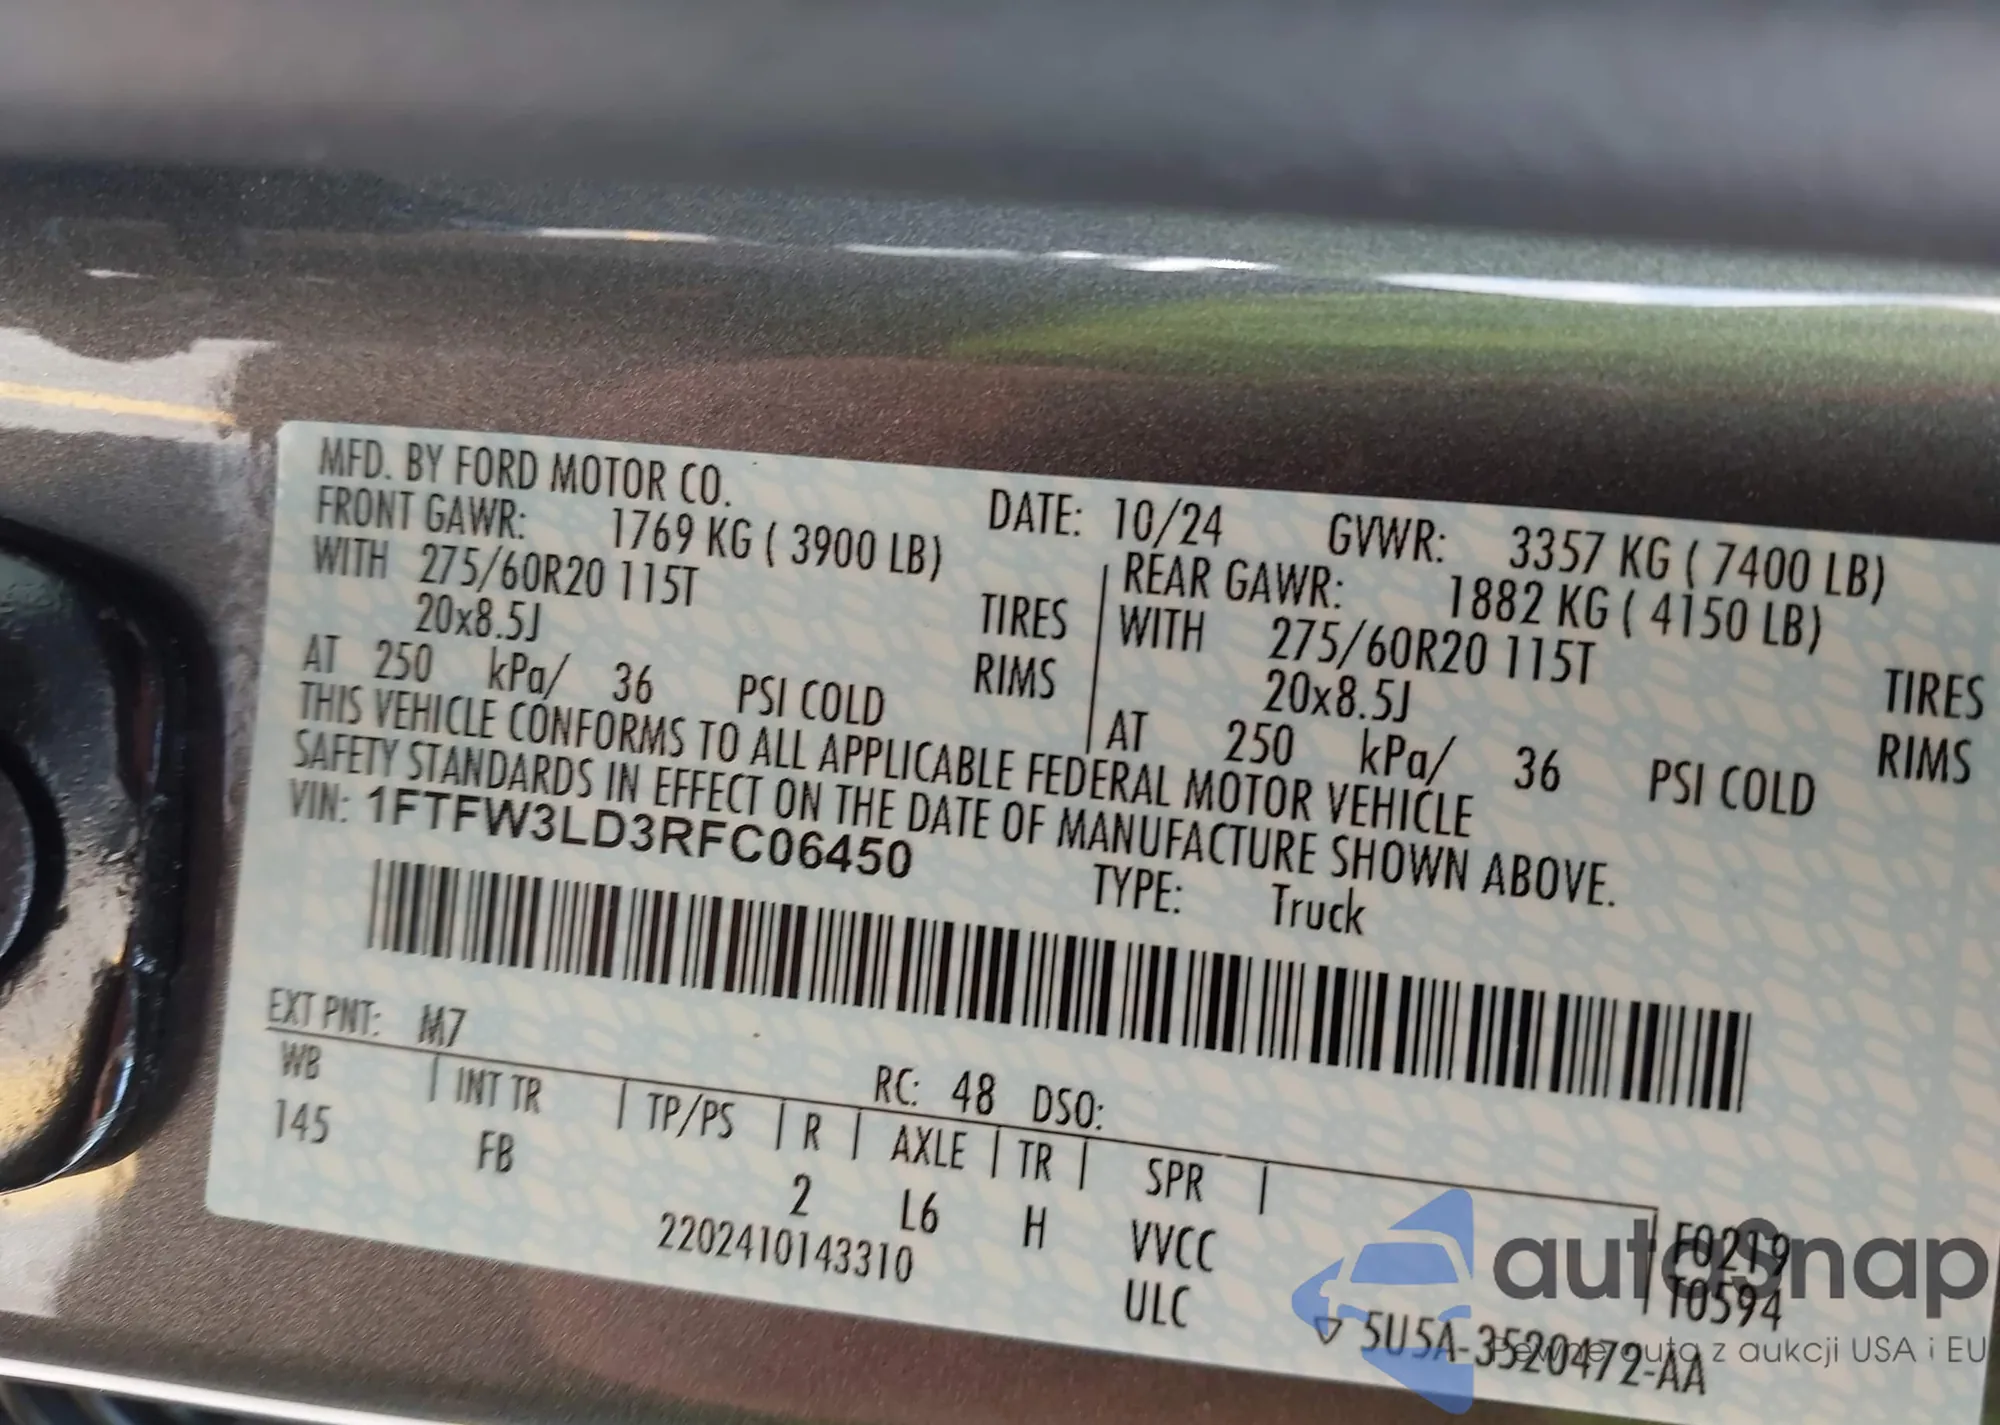 MFD. BY FORD MOTOR CO. DATE: 10/24 GVWR: 3357 KG ( 7400 LB)
FRONT GAWR: 1769 KG ( 3900 LB) REAR GAWR: 1882 KG ( 4150 LB)
WITH 275/60R20 115T TIRES WITH 275/60R20 115T TIRES
20x8.5J RIMS 20x8.5J RIMS
AT 250 kPa/ 36 PSI COLD AT 250 kPa/ 36 PSI COLD
THIS VEHICLE CONFORMS TO ALL APPLICABLE FEDERAL MOTOR VEHICLE
SAFETY STANDARDS IN EFFECT ON THE DATE OF MANUFACTURE SHOWN ABOVE.
VIN: 1FTFW3LD3RFC06450 TYPE: Truck
EXT PNT: M7 RC: 48 DSO:
WB INT TR TP/PS R AXLE TR SPR
145 FB 2 L6 H VVCC F0219
2202410143310 ULC T0594
5U5A-3520472-AA
autoSnap
Pewne auta z aukcji USA i EU